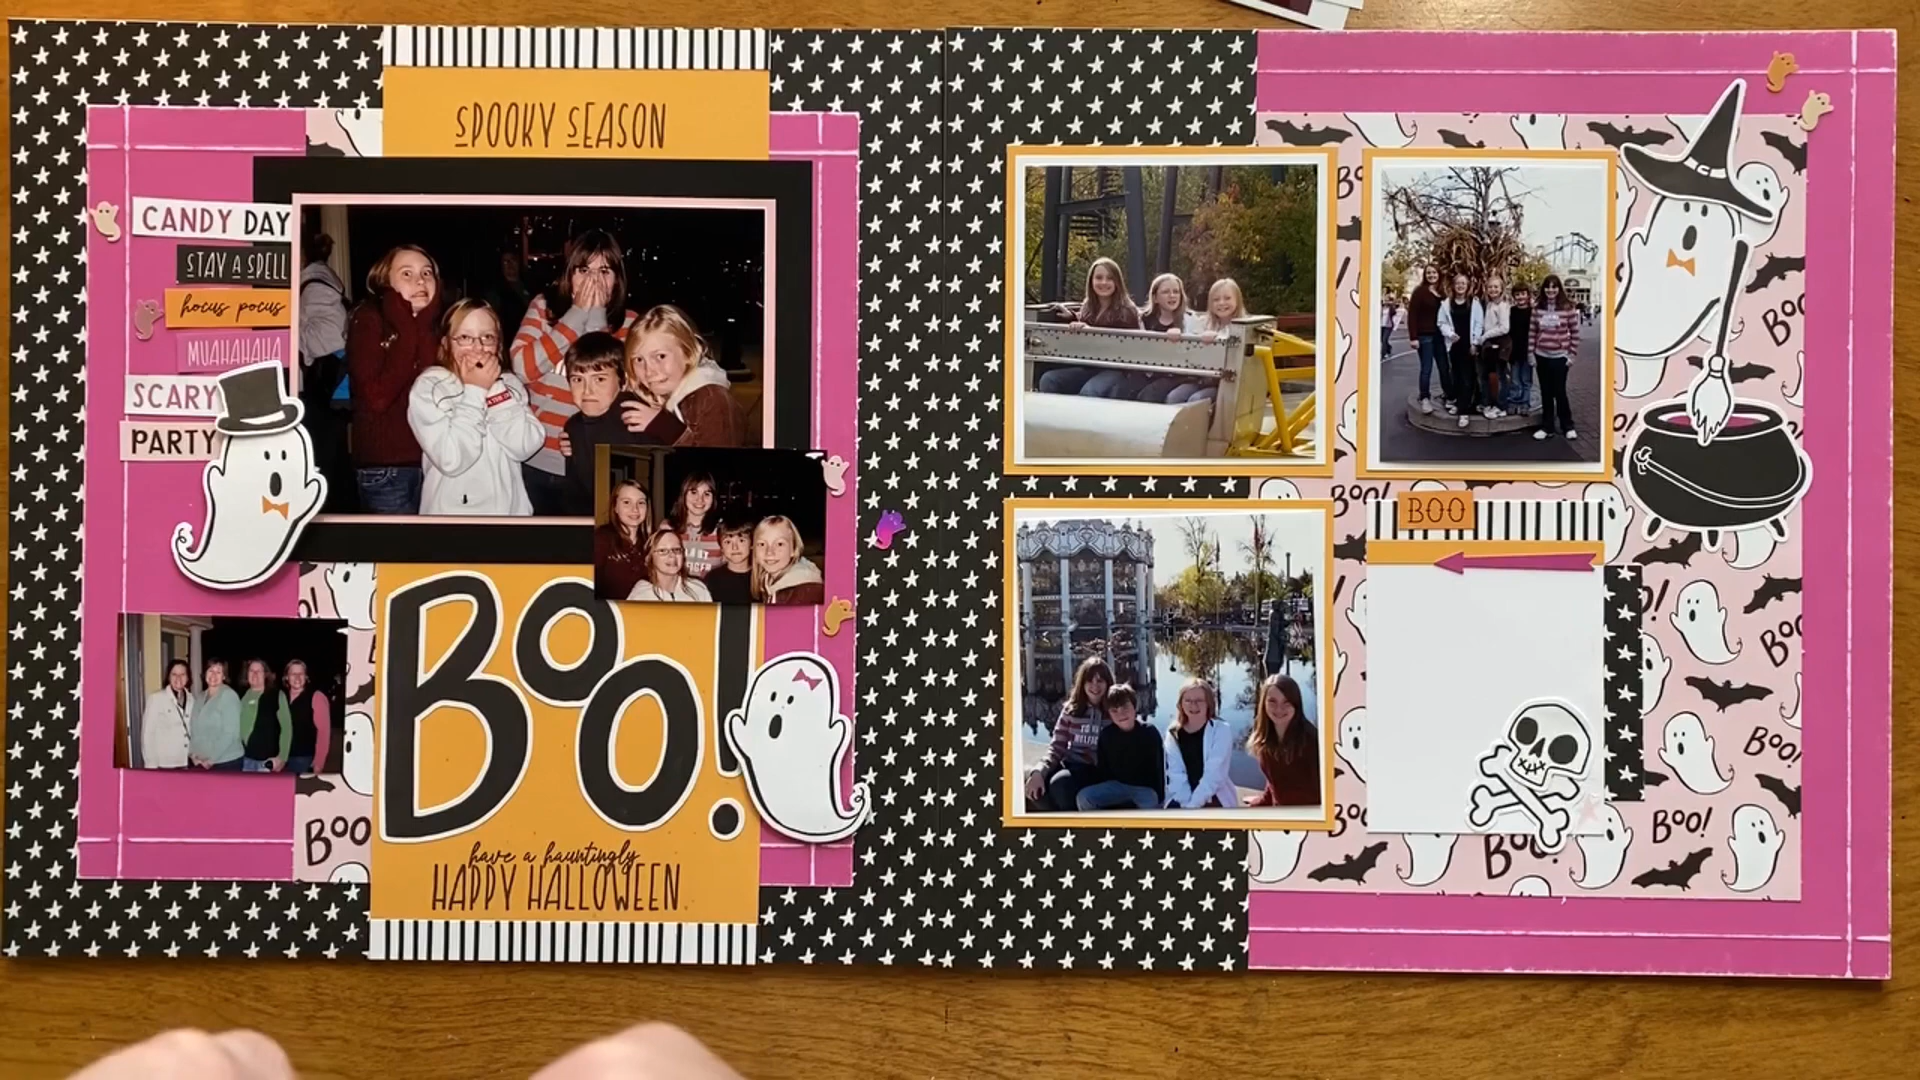 SPOOKY SEASON
CANDY DAY
STAY A SPELL
hocus pocus
MUAHAHAHA
SCARY
PARTY
BOO!
have a hauntingly
HAPPY HALLOWEEN
Boo!
BOO
Boo!
Boo!
Boo!
Boo!